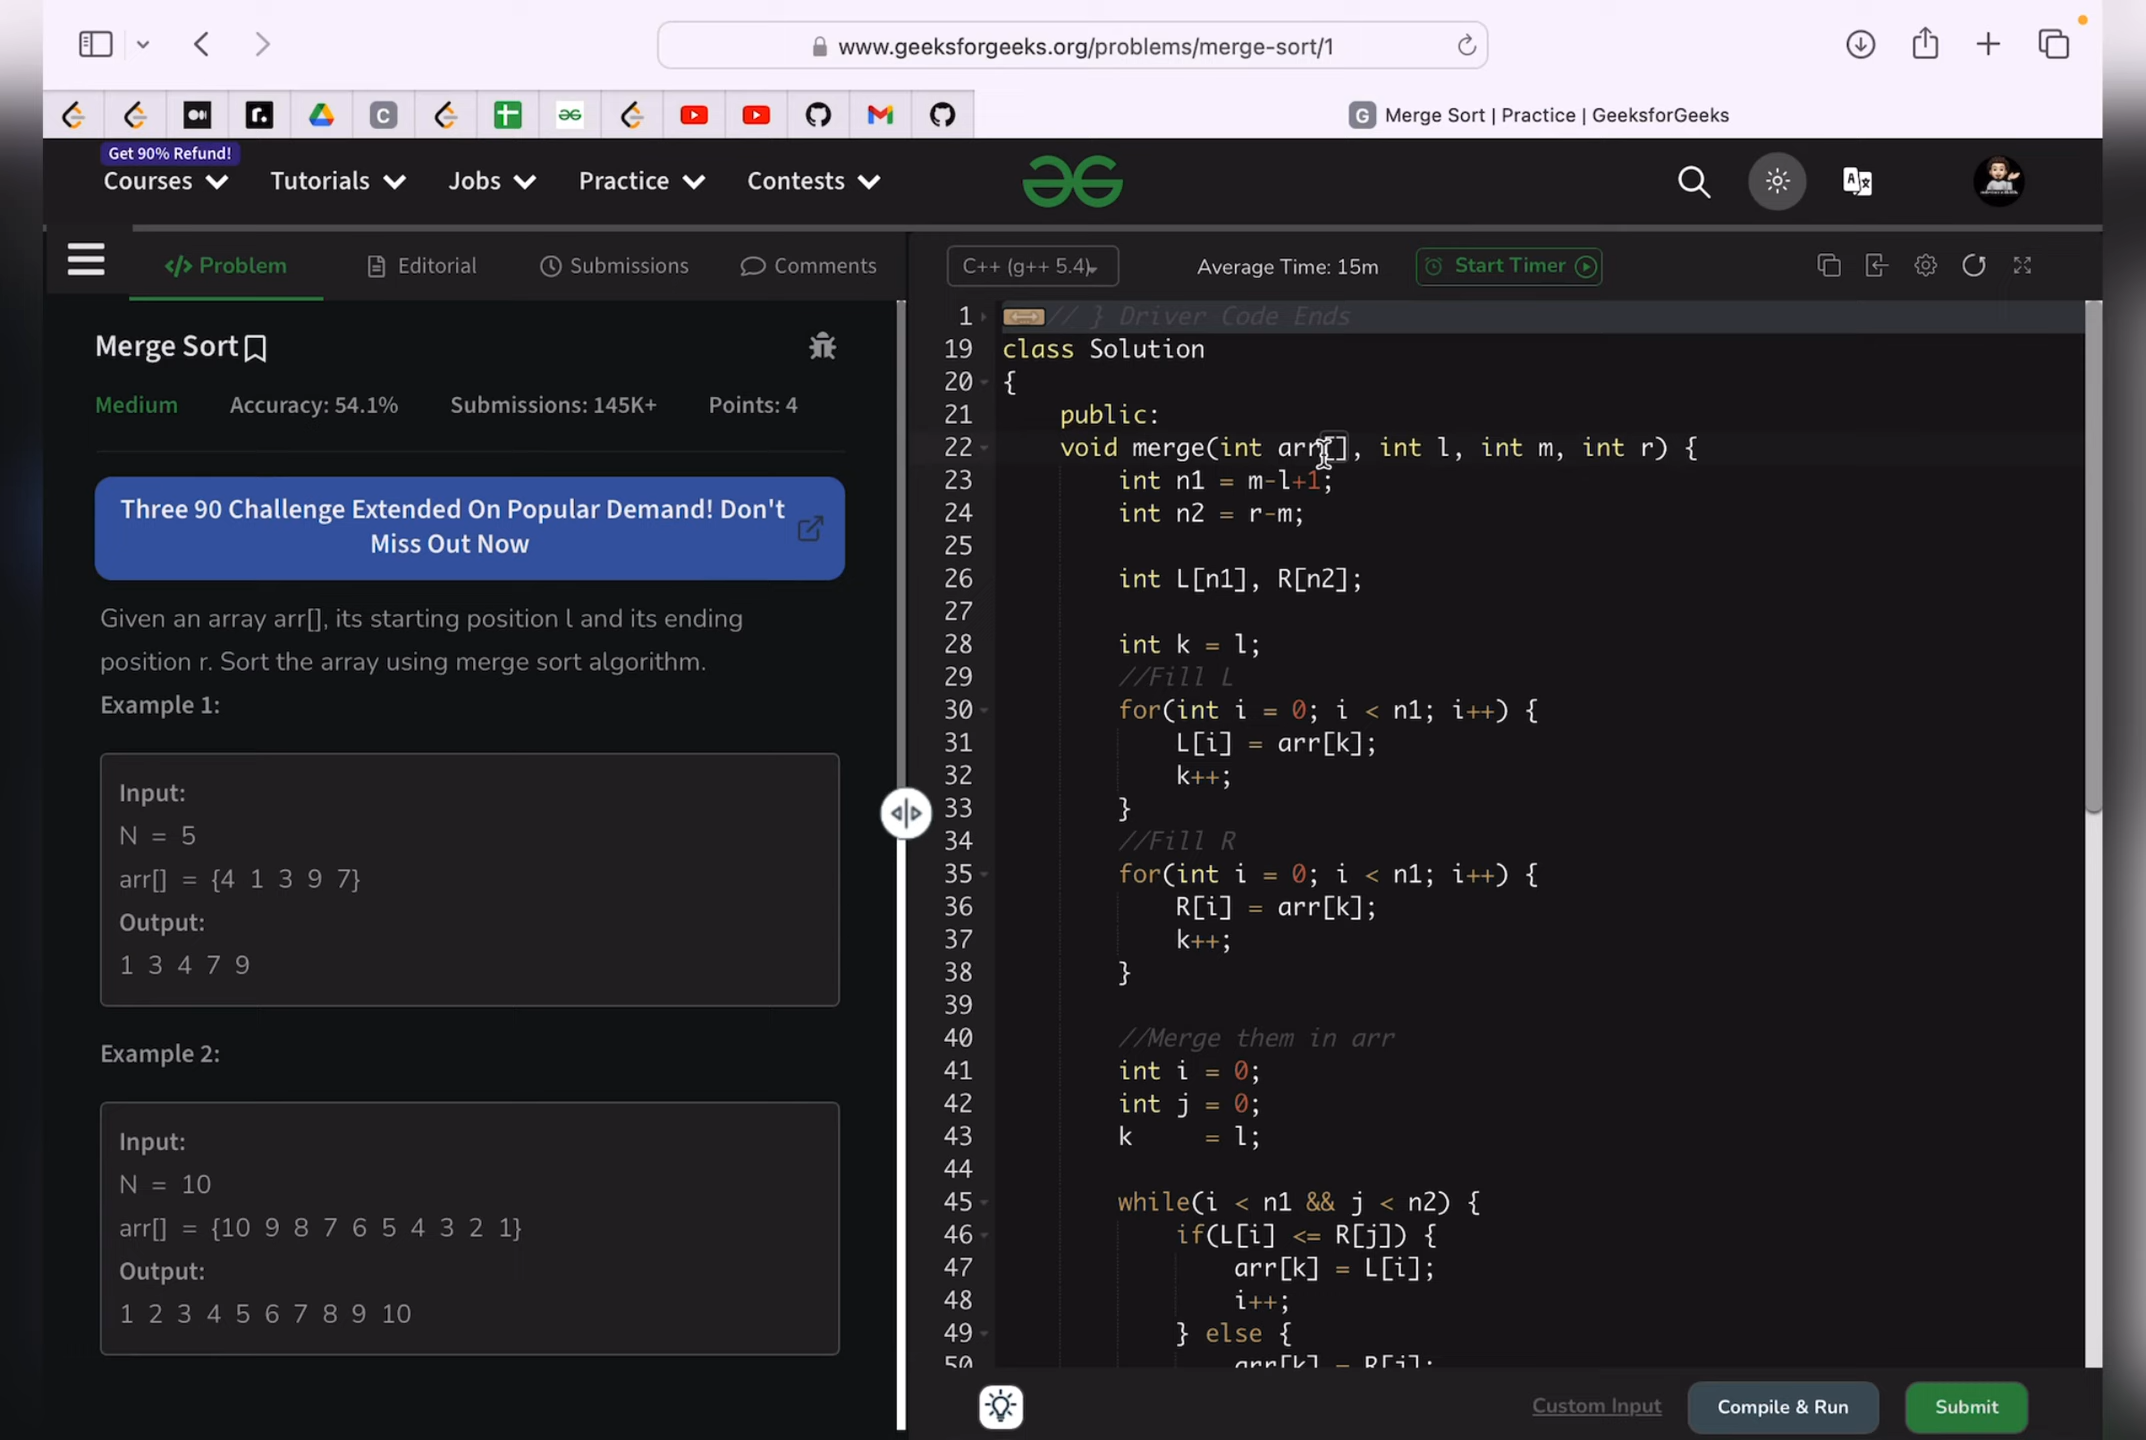 www.geeksforgeeks.org/problems/merge-sort/1
Merge Sort | Practice | GeeksforGeeks
Get 90% Refund!
Courses Tutorials Jobs Practice Contests
Problem Editorial Submissions Comments
Merge Sort
Medium Accuracy: 54.1% Submissions: 145K+ Points: 4
Three 90 Challenge Extended On Popular Demand! Don't
Miss Out Now
Given an array arr[], its starting position l and its ending
position r. Sort the array using merge sort algorithm.
Example 1:
Input:
N = 5
arr[] = {4 1 3 9 7}
Output:
1 3 4 7 9
Example 2:
Input:
N = 10
arr[] = {10 9 8 7 6 5 4 3 2 1}
Output:
1 2 3 4 5 6 7 8 9 10
C++ (g++ 5.4) Average Time: 15m Start Timer
1 // } Driver Code Ends
19 class Solution
20 {
21 public:
22 void merge(int arr[], int l, int m, int r) {
23 int n1 = m-l+1;
24 int n2 = r-m;
25
26 int L[n1], R[n2];
27
28 int k = l;
29 //Fill L
30 for(int i = 0; i < n1; i++) {
31 L[i] = arr[k];
32 k++;
33 }
34 //Fill R
35 for(int i = 0; i < n1; i++) {
36 R[i] = arr[k];
37 k++;
38 }
39
40 //Merge them in arr
41 int i = 0;
42 int j = 0;
43 k = l;
44
45 while(i < n1 && j < n2) {
46 if(L[i] <= R[j]) {
47 arr[k] = L[i];
48 i++;
49 } else {
50 arr[k] = R[j];
Custom Input Compile & Run Submit